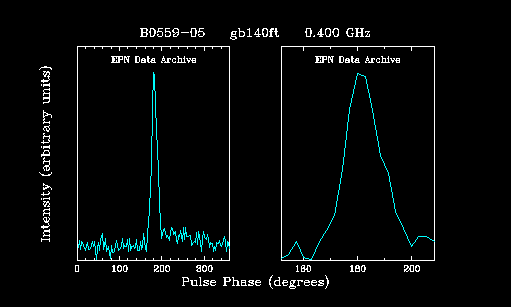 B0559-05 gb140ft 0.400 GHz
EPN Data Archive EPN Data Archive
Intensity (arbitrary units)
0 100 200 300 180 190 200
Pulse Phase (degrees)